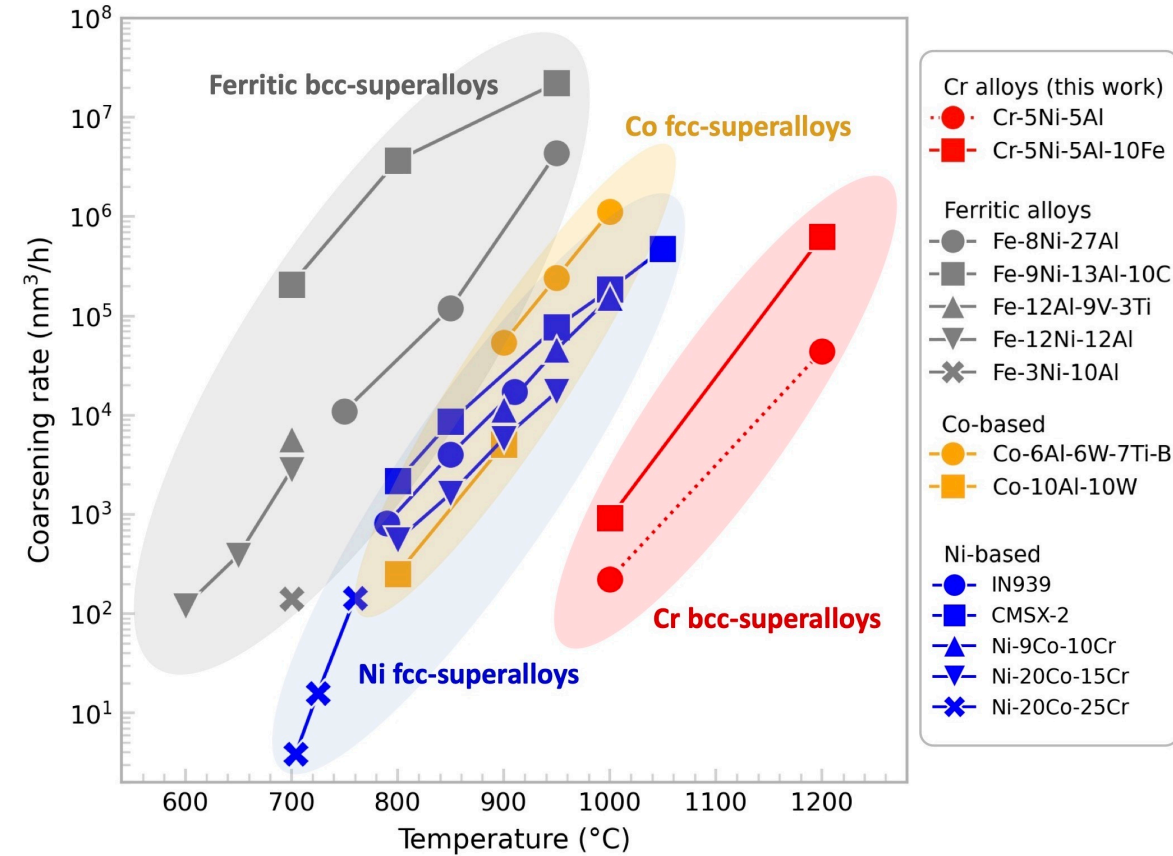 10^8
10^7
10^6
10^5
10^4
10^3
10^2
10^1
Coarsening rate (nm^3/h)
600 700 800 900 1000 1100 1200
Temperature (°C)
Ferritic bcc-superalloys
Co fcc-superalloys
Cr bcc-superalloys
Ni fcc-superalloys
Cr alloys (this work)
Cr-5Ni-5Al
Cr-5Ni-5Al-10Fe
Ferritic alloys
Fe-8Ni-27Al
Fe-9Ni-13Al-10C
Fe-12Al-9V-3Ti
Fe-12Ni-12Al
Fe-3Ni-10Al
Co-based
Co-6Al-6W-7Ti-B
Co-10Al-10W
Ni-based
IN939
CMSX-2
Ni-9Co-10Cr
Ni-20Co-15Cr
Ni-20Co-25Cr